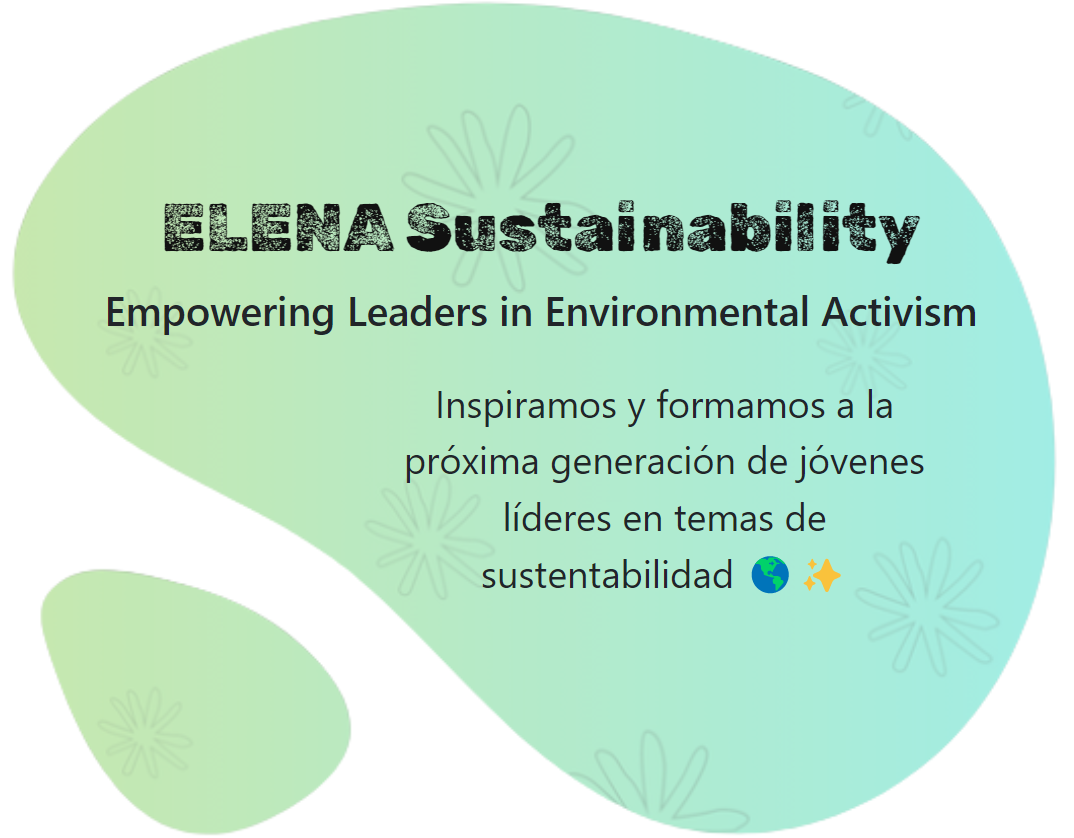 ELENA Sustainability
Empowering Leaders in Environmental Activism
Inspiramos y formamos a la
próxima generación de jóvenes
líderes en temas de
sustentabilidad 🌎 ✨